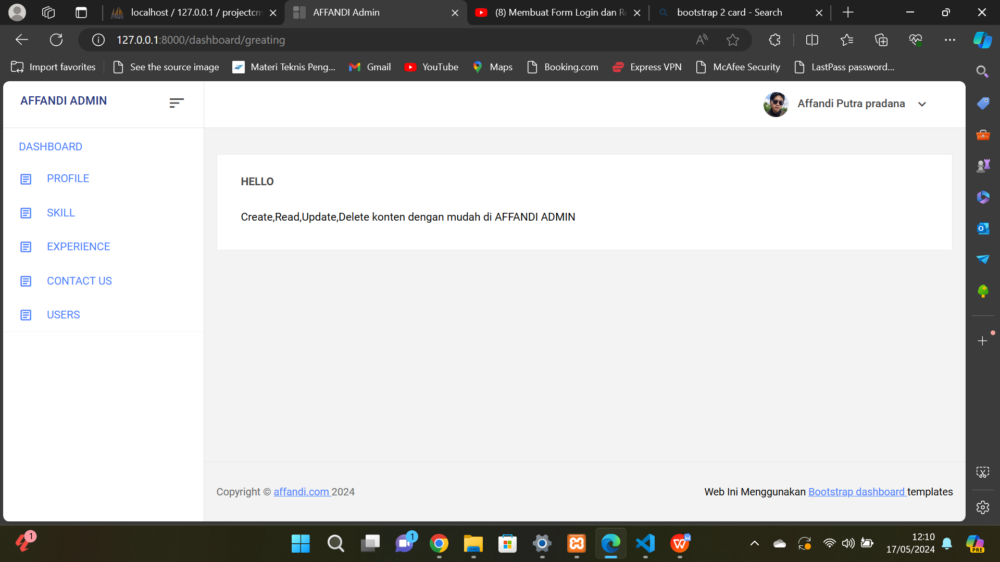 localhost / 127.0.0.1 / projectcm
AFFANDI Admin
(8) Membuat Form Login dan Re
bootstrap 2 card - Search
127.0.0.1:8000/dashboard/greating
Import favorites
See the source image
Materi Teknis Peng...
Gmail
YouTube
Maps
Booking.com
Express VPN
McAfee Security
LastPass password...
AFFANDI ADMIN
Affandi Putra pradana
DASHBOARD
PROFILE
SKILL
EXPERIENCE
CONTACT US
USERS
HELLO
Create,Read,Update,Delete konten dengan mudah di AFFANDI ADMIN
Copyright © affandi.com 2024
Web Ini Menggunakan Bootstrap dashboard templates
1
1
12:10
17/05/2024
PRE